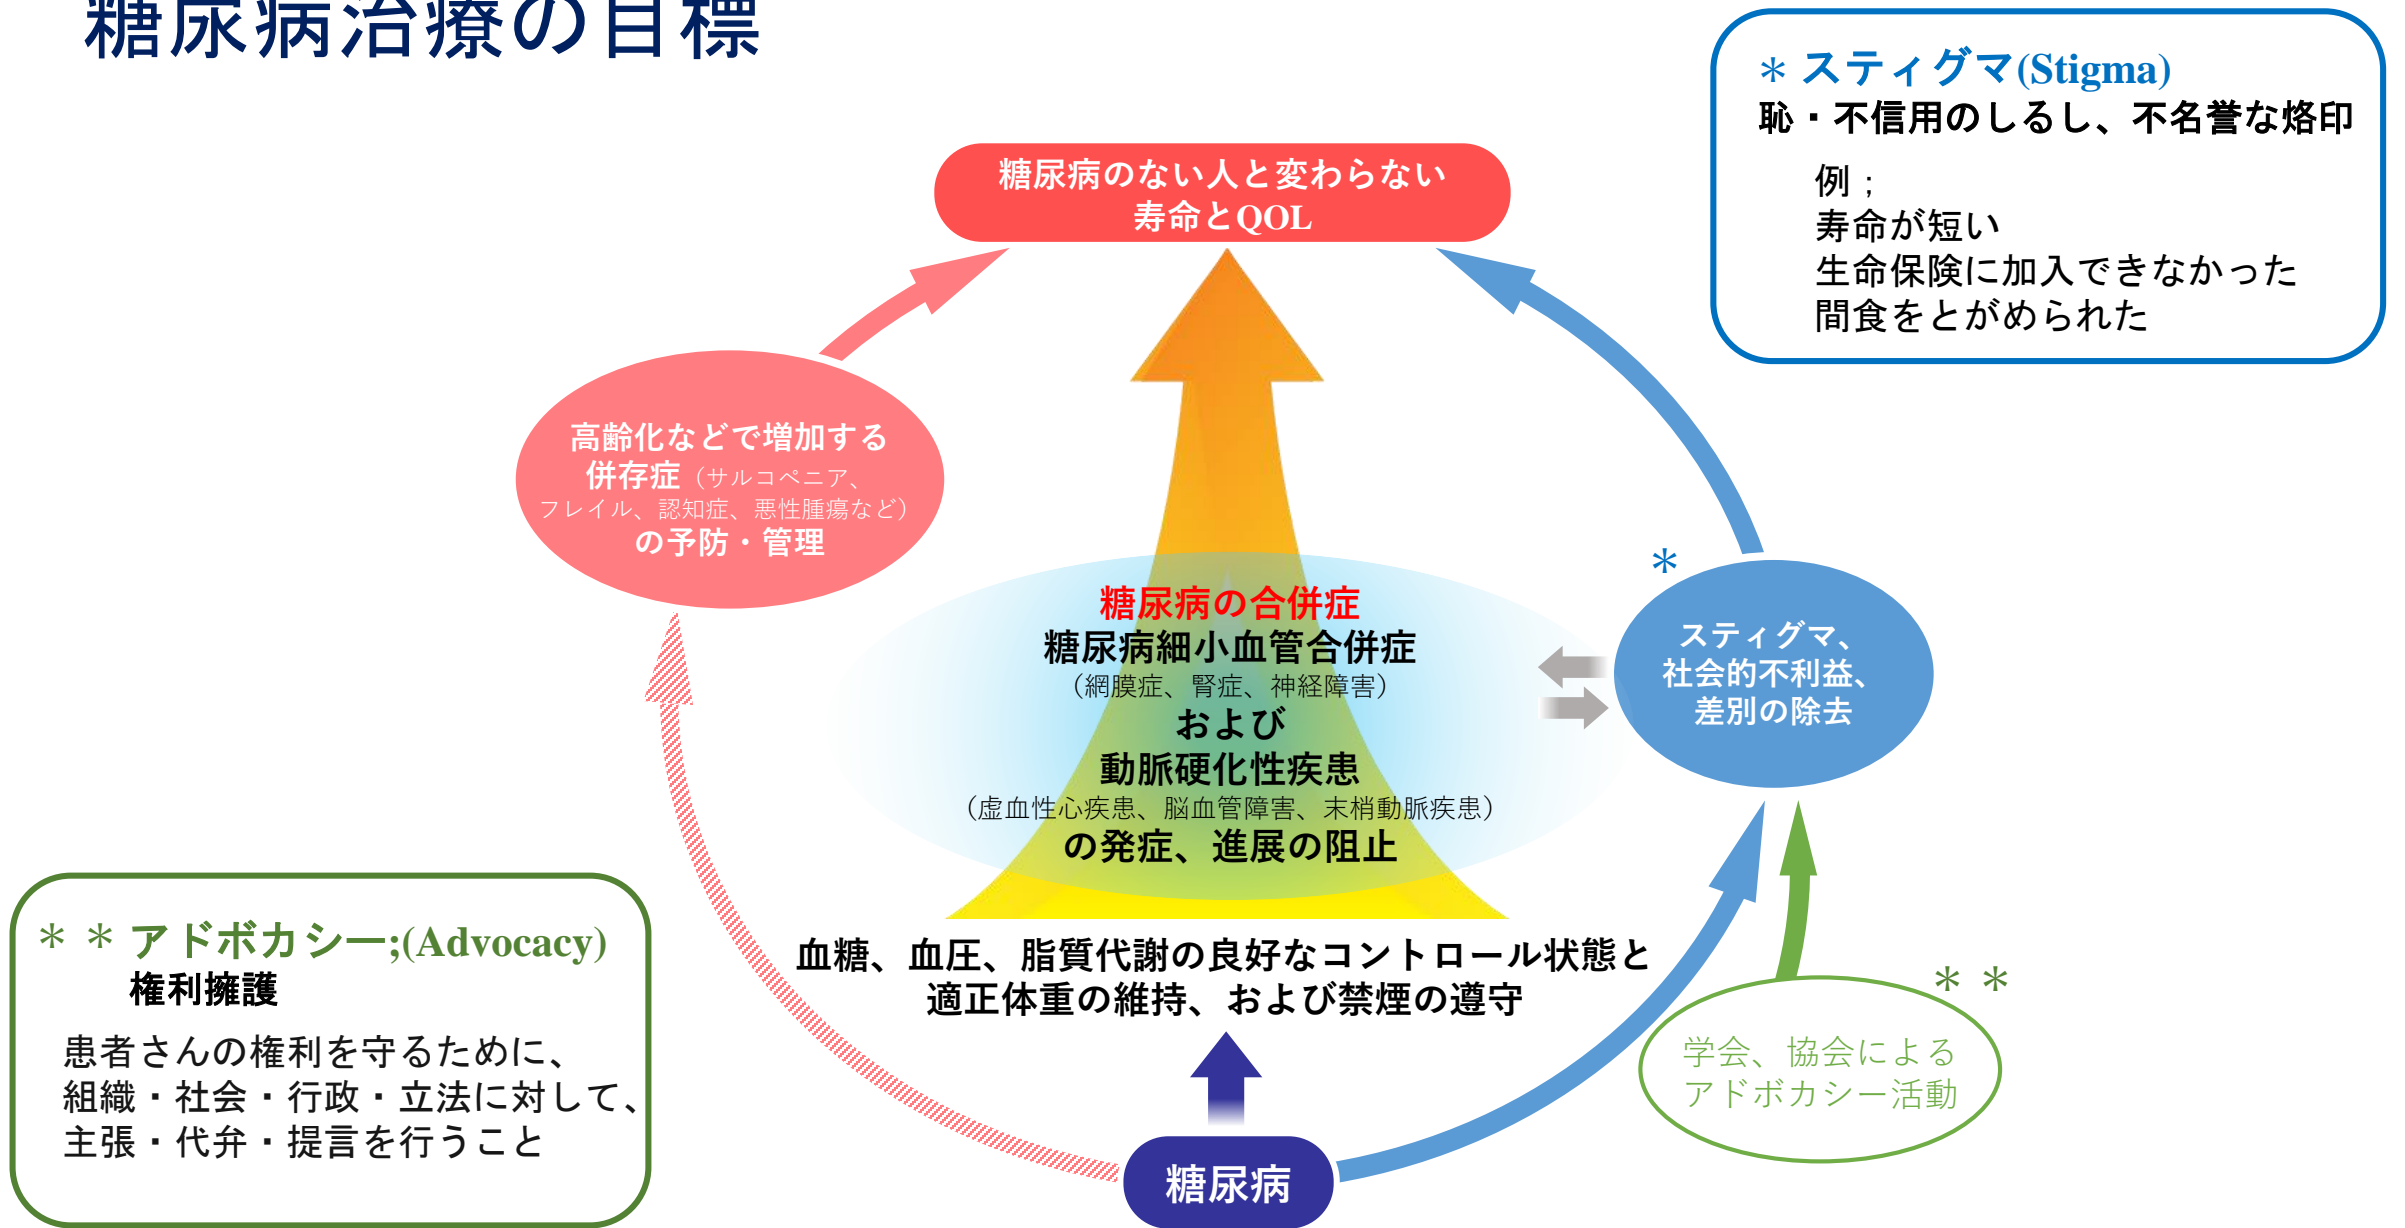 糖尿病治療の目標
＊ スティグマ(Stigma)
恥・不信用のしるし、不名誉な烙印
例；
寿命が短い
生命保険に加入できなかった
間食をとがめられた
糖尿病のない人と変わらない
寿命とQOL
高齢化などで増加する
併存症（サルコペニア、
フレイル、認知症、悪性腫瘍など）
の予防・管理
糖尿病の合併症
糖尿病細小血管合併症
（網膜症、腎症、神経障害）
および
動脈硬化性疾患
（虚血性心疾患、脳血管障害、末梢動脈疾患）
の発症、進展の阻止
＊
スティグマ、
社会的不利益、
差別の除去
血糖、血圧、脂質代謝の良好なコントロール状態と
適正体重の維持、および禁煙の遵守
＊＊
学会、協会による
アドボカシー活動
＊＊アドボカシー;(Advocacy)
権利擁護
患者さんの権利を守るために、
組織・社会・行政・立法に対して、
主張・代弁・提言を行うこと
糖尿病